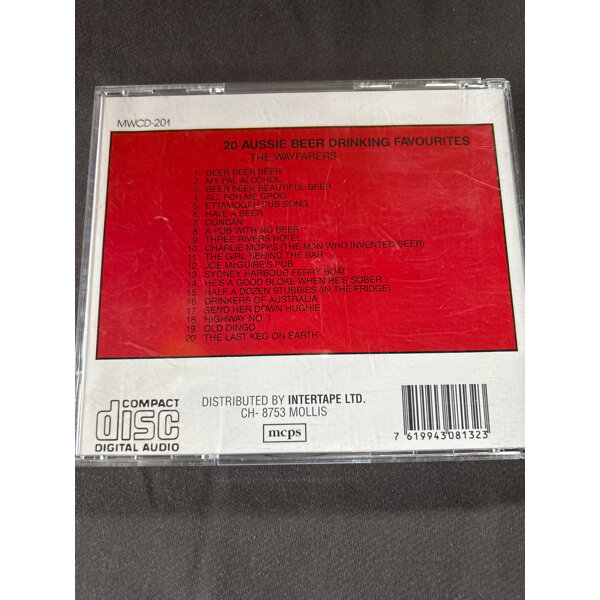 MWCD-201
20 AUSSIE BEER DRINKING FAVOURITES
THE WAYFARERS
1. BEER BEER BEER
2. MY PAL ALCOHOL
3. BEER BEER BEAUTIFUL BEER
4. ALL FOR ME GROG
5. ETTAMOGAH PUB SONG
6. HAVE A BEER
7. DUNCAN
8. A PUB WITH NO BEER
9. THREE RIVERS HOTEL
10. CHARLIE MOPPS (THE MAN WHO INVENTED BEER)
11. THE GIRL BEHIND THE BAR
12. JOE McGUIRE'S PUB
13. SYDNEY HARBOUR FERRY BOAT
14. HE'S A GOOD BLOKE WHEN HE'S SOBER
15. HALF A DOZEN STUBBIES (IN THE FRIDGE)
16. DRINKERS OF AUSTRALIA
17. SEND HER DOWN HUGHIE
18. HIGHWAY NO. 1
19. OLD DINGO
20. THE LAST KEG ON EARTH
COMPACT
disc
DIGITAL AUDIO
DISTRIBUTED BY INTERTAPE LTD.
CH- 8753 MOLLIS
mcps
7 619943 081323